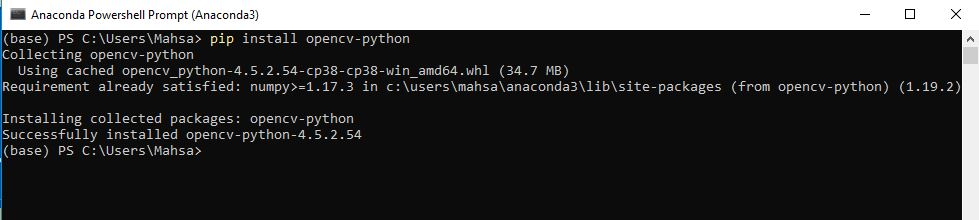 Anaconda Powershell Prompt (Anaconda3)
(base) PS C:\Users\Mahsa> pip install opencv-python
Collecting opencv-python
  Using cached opencv_python-4.5.2.54-cp38-cp38-win_amd64.whl (34.7 MB)
Requirement already satisfied: numpy>=1.17.3 in c:\users\mahsa\anaconda3\lib\site-packages (from opencv-python) (1.19.2)
Installing collected packages: opencv-python
Successfully installed opencv-python-4.5.2.54
(base) PS C:\Users\Mahsa>